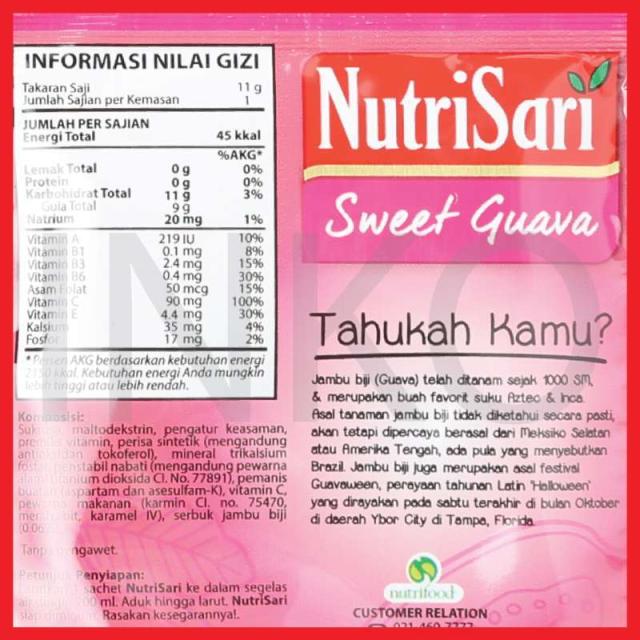 INFORMASI NILAI GIZI
Takaran Saji 11 g
Jumlah Sajian per Kemasan 1
JUMLAH PER SAJIAN
Energi Total 45 kkal
%AKG*
Lemak Total 0 g 0%
Protein 0 g 0%
Karbohidrat Total 11 g 3%
Gula Total 9 g
Natrium 20 mg 1%
Vitamin A 219 IU 10%
Vitamin B1 0.1 mg 8%
Vitamin B3 2.4 mg 15%
Vitamin B6 0.4 mg 30%
Asam Folat 50 mcg 15%
Vitamin C 90 mg 100%
Vitamin E 4.4 mg 30%
Kalsium 35 mg 4%
Fosfor 17 mg 2%
* Persen AKG berdasarkan kebutuhan energi
2150 kkal. Kebutuhan energi Anda mungkin
lebih tinggi atau lebih rendah.
Komposisi:
maltodekstrin, pengatur keasaman,
vitamin, perisa sintetik (mengandung
antioksidan tokoferol), mineral trikalsium
fosfat, penstabil nabati (mengandung pewarna
titanium dioksida CI. No. 77891), pemanis
buatan (aspartam dan asesulfam-K), vitamin C,
makanan (karmin CI. no. 75470,
karamel IV), serbuk jambu biji
Tanpa pengawet.
Petunjuk Penyiapan:
sachet NutriSari ke dalam segelas
ml. Aduk hingga larut. NutriSari
Rasakan kesegarannya!.
NutriSari
Sweet Guava
Tahukah Kamu?
Jambu biji (Guava) telah ditanam sejak 1000 SM,
& merupakan buah favorit suku Aztec & Inca.
Asal tanaman jambu biji tidak diketahui secara pasti,
akan tetapi dipercaya berasal dari Meksiko Selatan
atau Amerika Tengah, ada pula yang menyebutkan
Brazil. Jambu biji juga merupakan asal festival
Guavaween, perayaan tahunan Latin 'Halloween'
yang dirayakan pada sabtu terakhir di bulan Oktober
di daerah Ybor City di Tampa, Florida.
nutrifood
CUSTOMER RELATION
021-460 7777
INKO